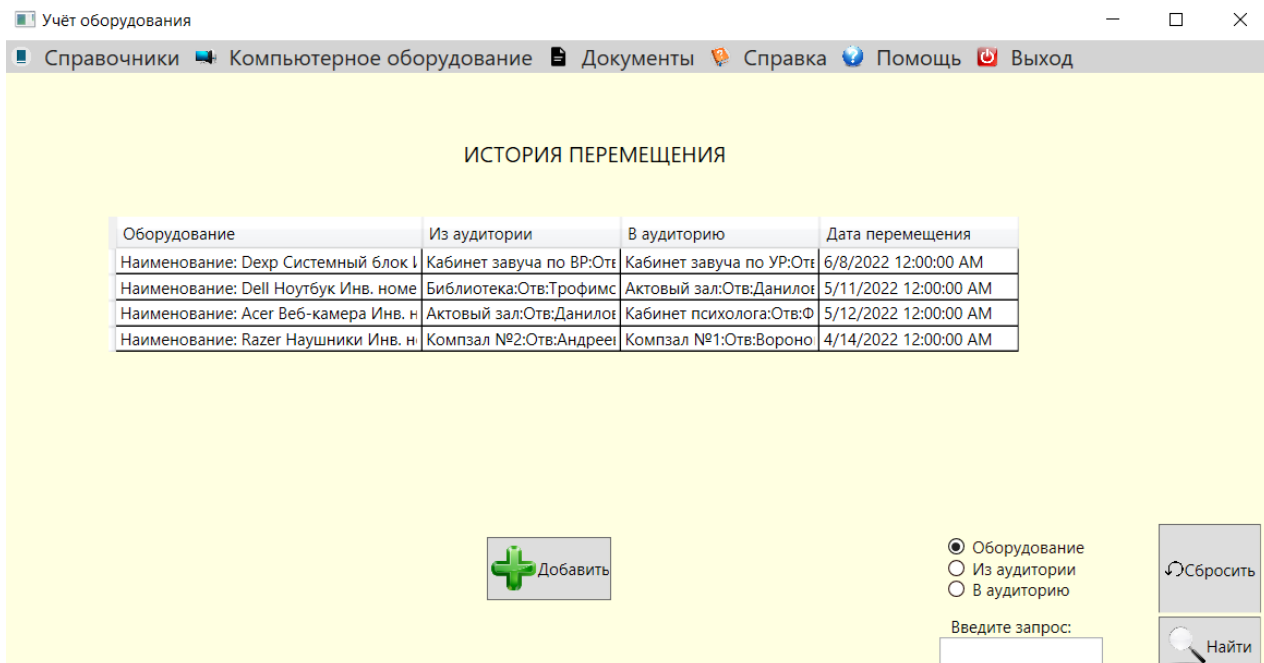 Учёт оборудования
Справочники Компьютерное оборудование Документы Справка Помощь Выход
ИСТОРИЯ ПЕРЕМЕЩЕНИЯ
Оборудование Из аудитории В аудиторию Дата перемещения
Наименование: Dexp Системный блок Кабинет завуча по ВР:Отв Кабинет завуча по УР:Отв 6/8/2022 12:00:00 AM
Наименование: Dell Ноутбук Инв. номе Библиотека:Отв:Трофимо Актовый зал:Отв:Данилов 5/11/2022 12:00:00 AM
Наименование: Acer Веб-камера Инв. н Актовый зал:Отв:Данилов Кабинет психолога:Отв:Ф 5/12/2022 12:00:00 AM
Наименование: Razer Наушники Инв. н Компзал №2:Отв:Андреев Компзал №1:Отв:Вороно 4/14/2022 12:00:00 AM
Добавить
Оборудование
Из аудитории
В аудиторию
Сбросить
Введите запрос:
Найти